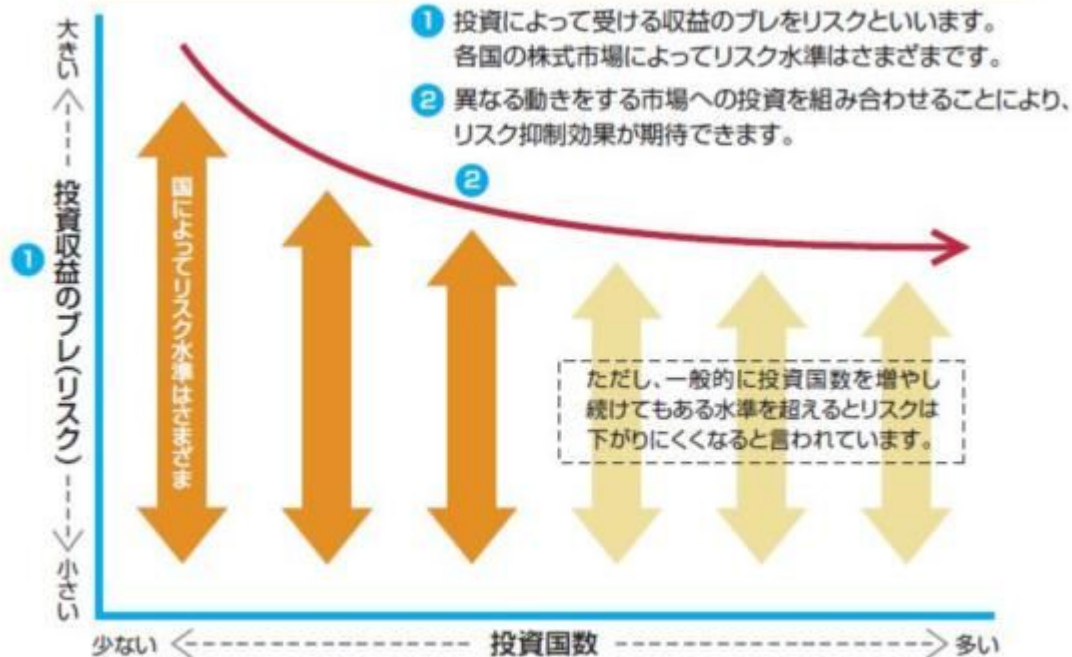 1 投資によって受ける収益のブレをリスクといいます。
各国の株式市場によってリスク水準はさまざまです。
2 異なる動きをする市場への投資を組み合わせることにより、
リスク抑制効果が期待できます。
大きい
1 投資収益のブレ(リスク)
小さい
国によってリスク水準はさまざま
2
ただし、一般的に投資国数を増やし
続けてもある水準を超えるとリスクは
下がりにくくなると言われています。
少ない 投資国数 多い